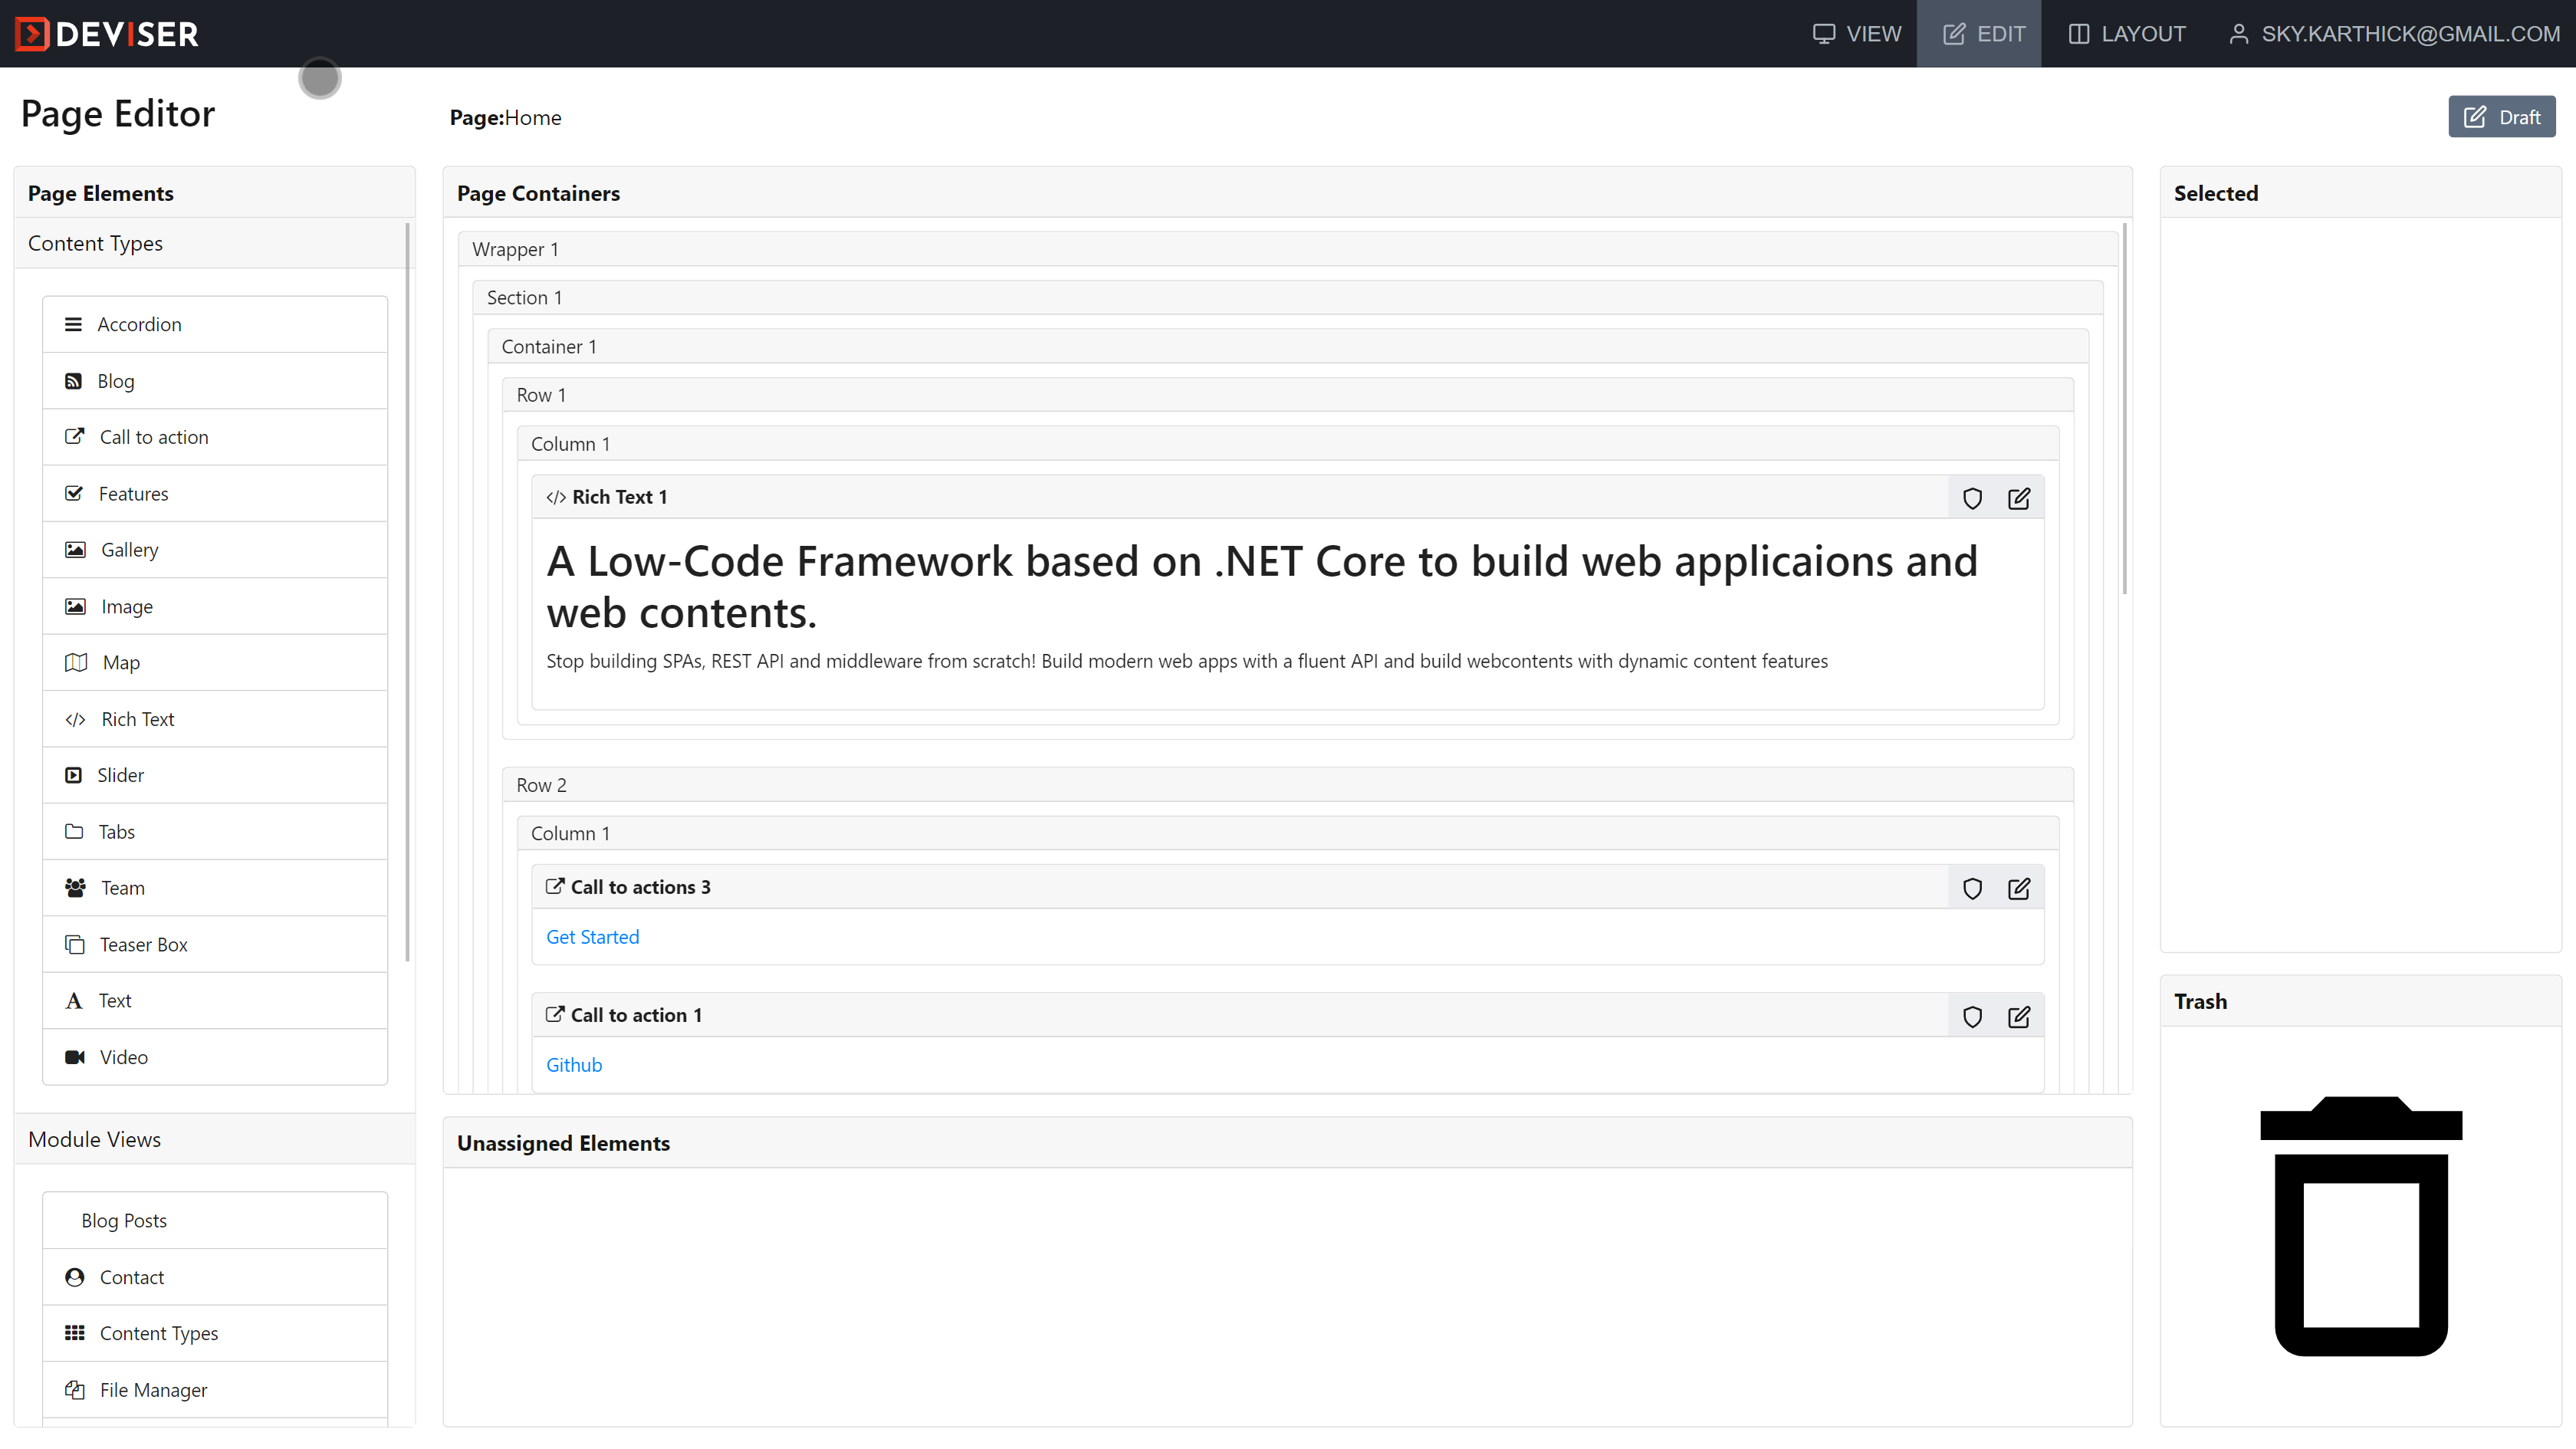 DEVISER
VIEW
EDIT
LAYOUT
SKY.KARTHICK@GMAIL.COM
Page Editor
Page:Home
Draft
Page Elements
Content Types
Accordion
Blog
Call to action
Features
Gallery
Image
Map
Rich Text
Slider
Tabs
Team
Teaser Box
Text
Video
Module Views
Blog Posts
Contact
Content Types
File Manager
Page Containers
Wrapper 1
Section 1
Container 1
Row 1
Column 1
Rich Text 1
A Low-Code Framework based on .NET Core to build web applicaions and
web contents.
Stop building SPAs, REST API and middleware from scratch! Build modern web apps with a fluent API and build webcontents with dynamic content features
Row 2
Column 1
Call to actions 3
Get Started
Call to action 1
Github
Unassigned Elements
Selected
Trash